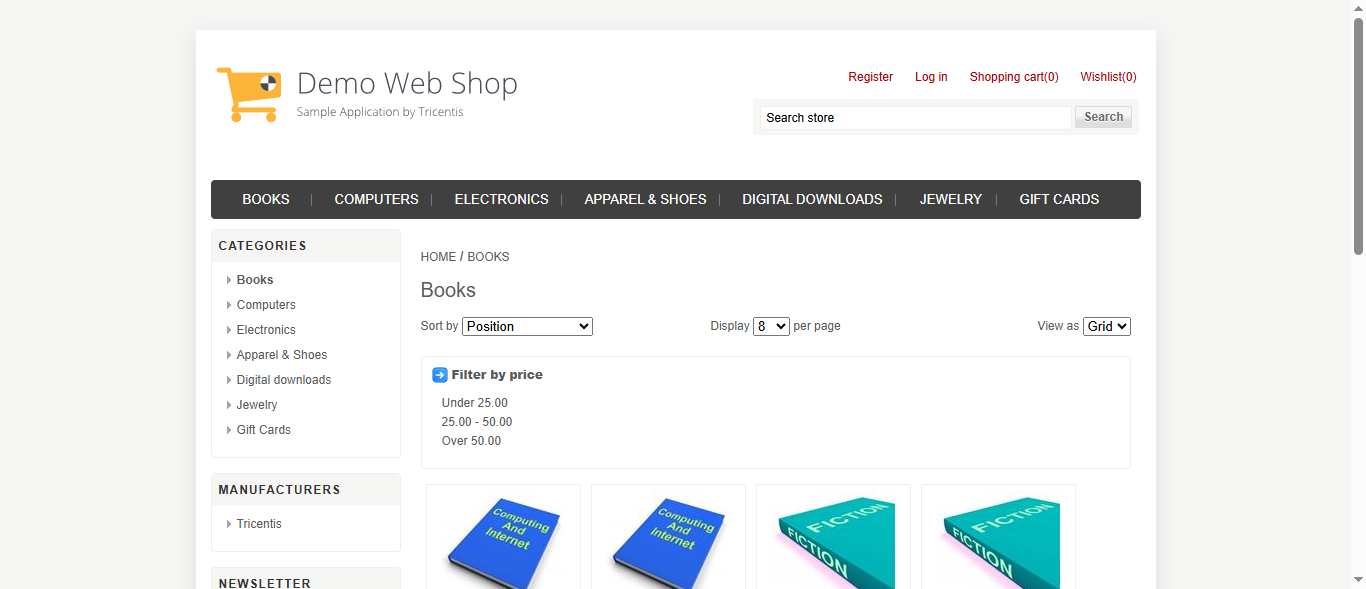 Demo Web Shop
Sample Application by Tricentis
Register Log in Shopping cart(0) Wishlist(0)
Search store Search
BOOKS COMPUTERS ELECTRONICS APPAREL & SHOES DIGITAL DOWNLOADS JEWELRY GIFT CARDS
CATEGORIES
Books
Computers
Electronics
Apparel & Shoes
Digital downloads
Jewelry
Gift Cards
MANUFACTURERS
Tricentis
NEWSLETTER
HOME / BOOKS
Books
Sort by Position Display 8 per page View as Grid
Filter by price
Under 25.00
25.00 - 50.00
Over 50.00
Computing
And
Internet
Computing
And
Internet
FICTION
FICTION
FICTION
FICTION